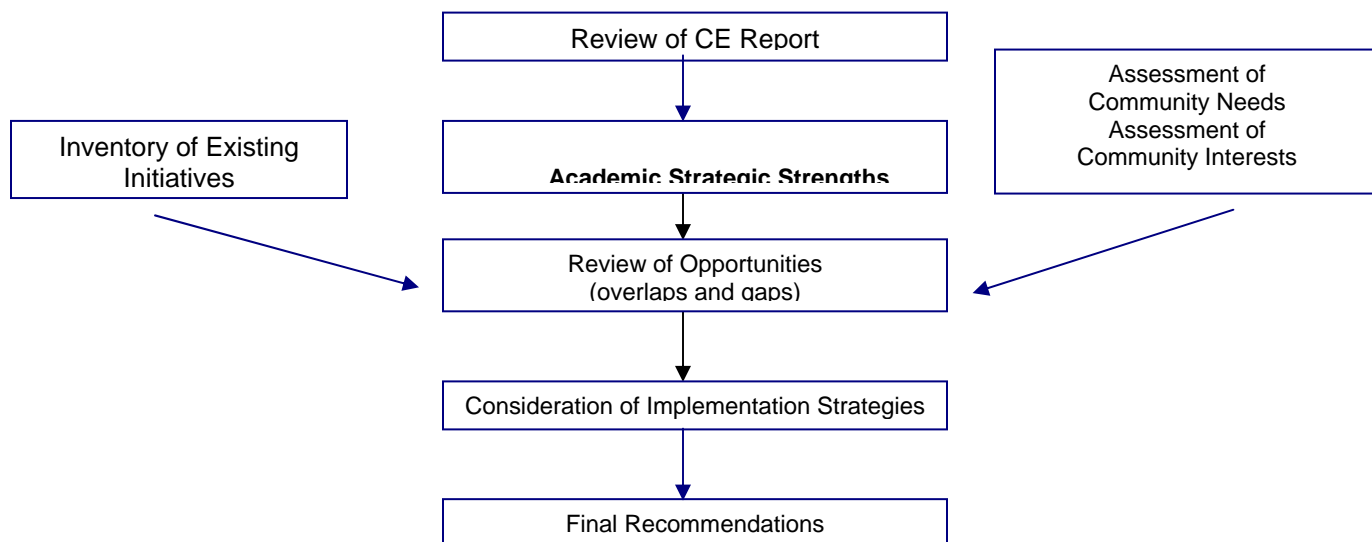 Review of CE Report
Assessment of
Community Needs
Assessment of
Community Interests
Inventory of Existing
Initiatives
Academic Strategic Strengths
Review of Opportunities
(overlaps and gaps)
Consideration of Implementation Strategies
Final Recommendations